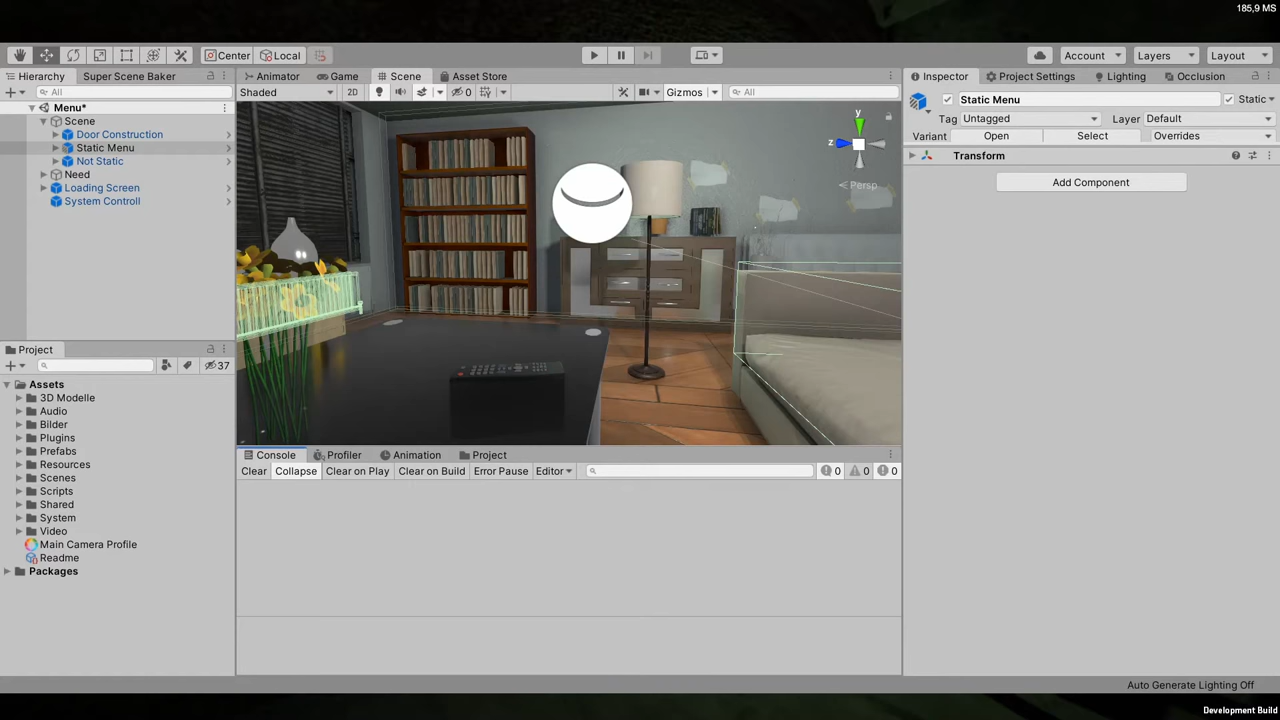 185,9 MS
Center
Local
Account
Layers
Layout
Hierarchy
Super Scene Baker
Animator
Game
Scene
Asset Store
Inspector
Project Settings
Lighting
Occlusion
All
Shaded
2D
0
Gizmos
All
Menu*
Scene
Door Construction
Static Menu
Not Static
Need
Loading Screen
System Controll
y
z
Persp
Static Menu
Static
Tag Untagged
Layer Default
Variant
Open
Select
Overrides
Transform
Add Component
Project
37
Assets
3D Modelle
Audio
Bilder
Plugins
Prefabs
Resources
Scenes
Scripts
Shared
System
Video
Main Camera Profile
Readme
Packages
Console
Profiler
Animation
Project
Clear
Collapse
Clear on Play
Clear on Build
Error Pause
Editor
0
0
0
Auto Generate Lighting Off
Development Build